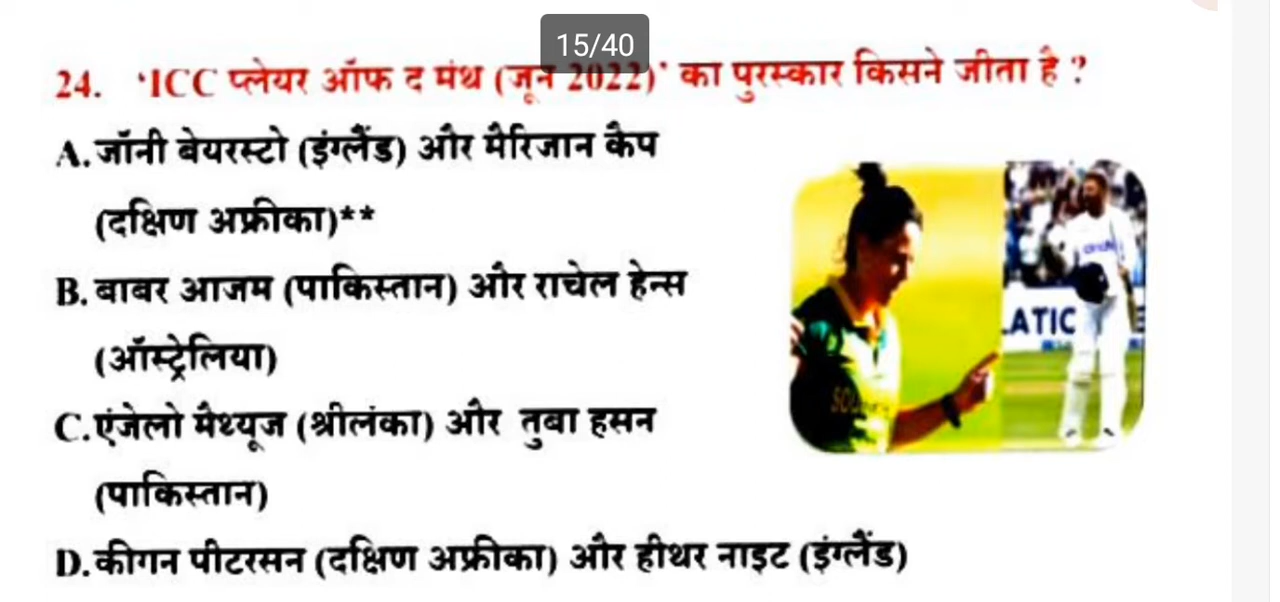 15/40
24. 'ICC प्लेयर ऑफ द मंथ (जून 2022)' का पुरस्कार किसने जीता है ?
A. जॉनी बेयरस्टो (इंग्लैंड) और मैरिजान कैप
(दक्षिण अफ्रीका)**
B. बाबर आजम (पाकिस्तान) और राचेल हेन्स
(ऑस्ट्रेलिया)
C. एंजेलो मैथ्यूज (श्रीलंका) और तुबा हसन
(पाकिस्तान)
D. कीगन पीटरसन (दक्षिण अफ्रीका) और हीथर नाइट (इंग्लैंड)
ATIC